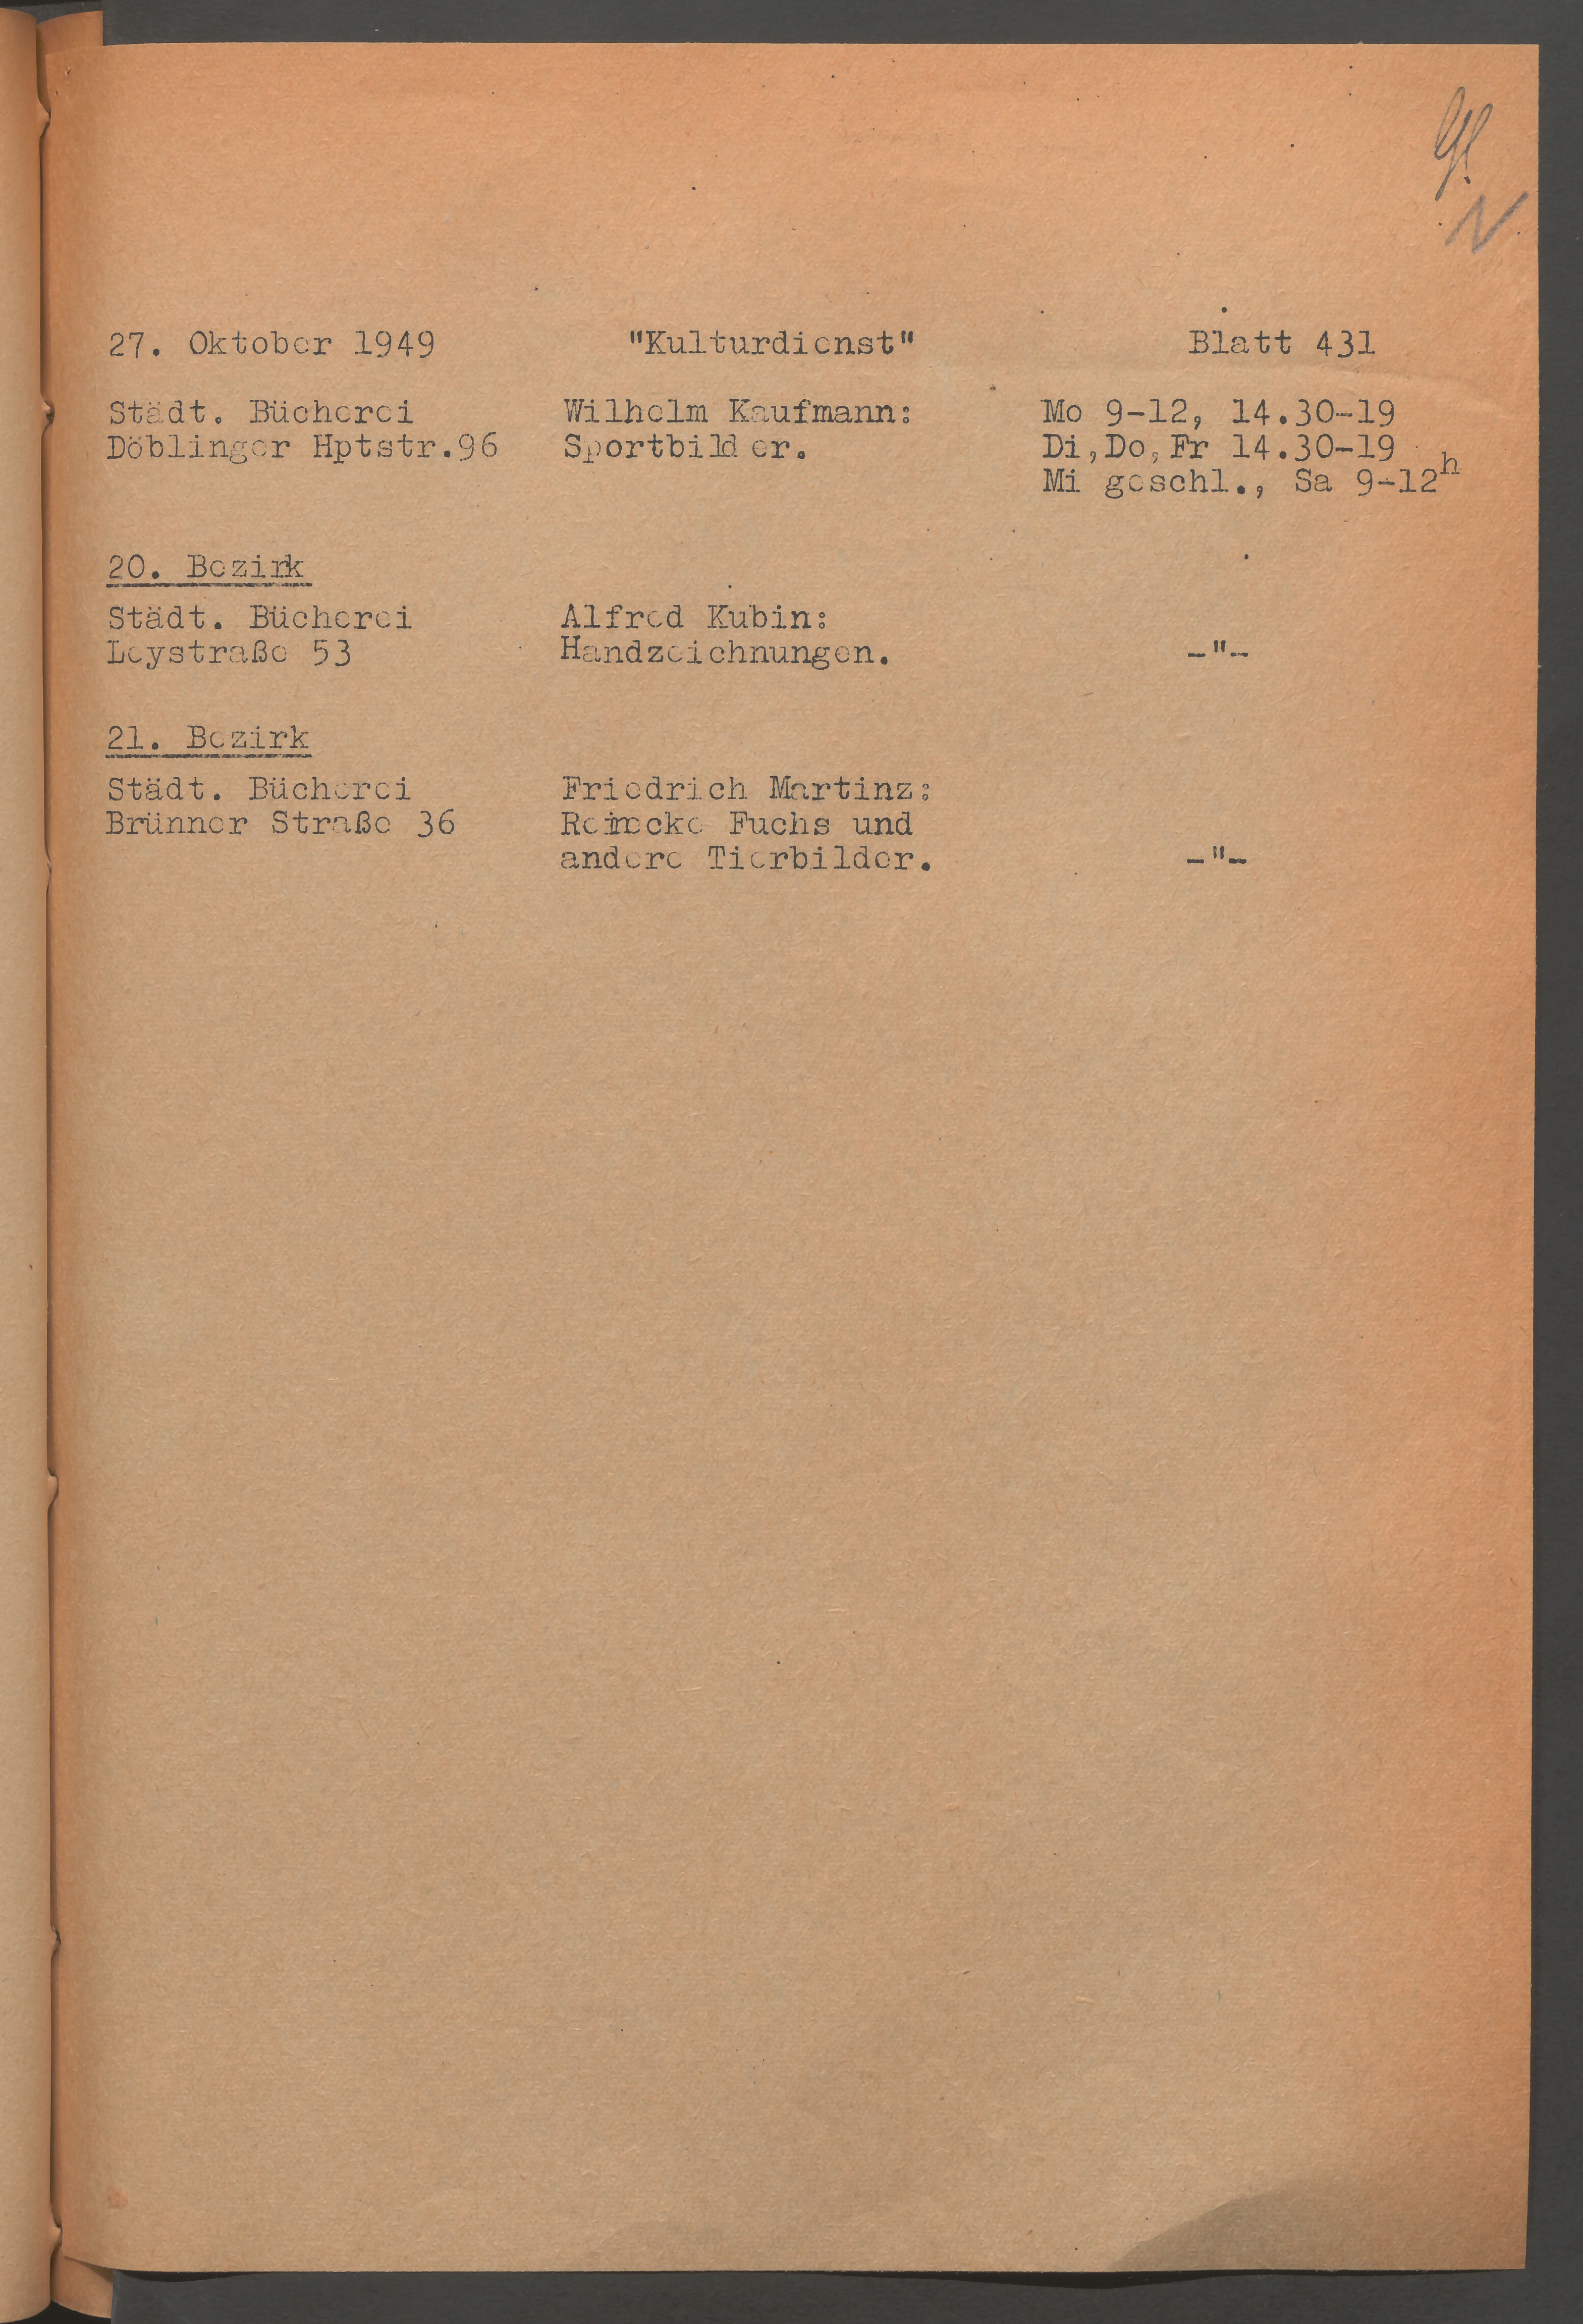 27. Oktober 1949 "Kulturdienst" Blatt 431
Städt. Bücherei Wilhelm Kaufmann: Mo 9-12, 14.30-19
Döblinger Hptstr.96 Sportbilder. Di,Do,Fr 14.30-19
Mi geschl., Sa 9-12h
20. Bezirk
Städt. Bücherei Alfred Kubin:
Leystraße 53 Handzeichnungen. -"-
21. Bezirk
Städt. Bücherei Friedrich Martinz:
Brünner Straße 36 Reinecke Fuchs und
andere Tierbilder. -"-